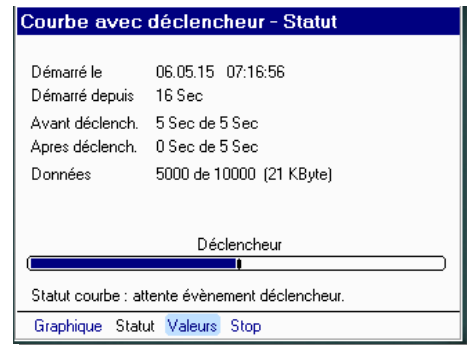 Courbe avec déclencheur - Statut
Démarré le 06.05.15 07:16:56
Démarré depuis 16 Sec
Avant déclench. 5 Sec de 5 Sec
Apres déclench. 0 Sec de 5 Sec
Données 5000 de 10000 (21 KByte)
Déclencheur
Statut courbe : attente évènement déclencheur.
Graphique Statut Valeurs Stop